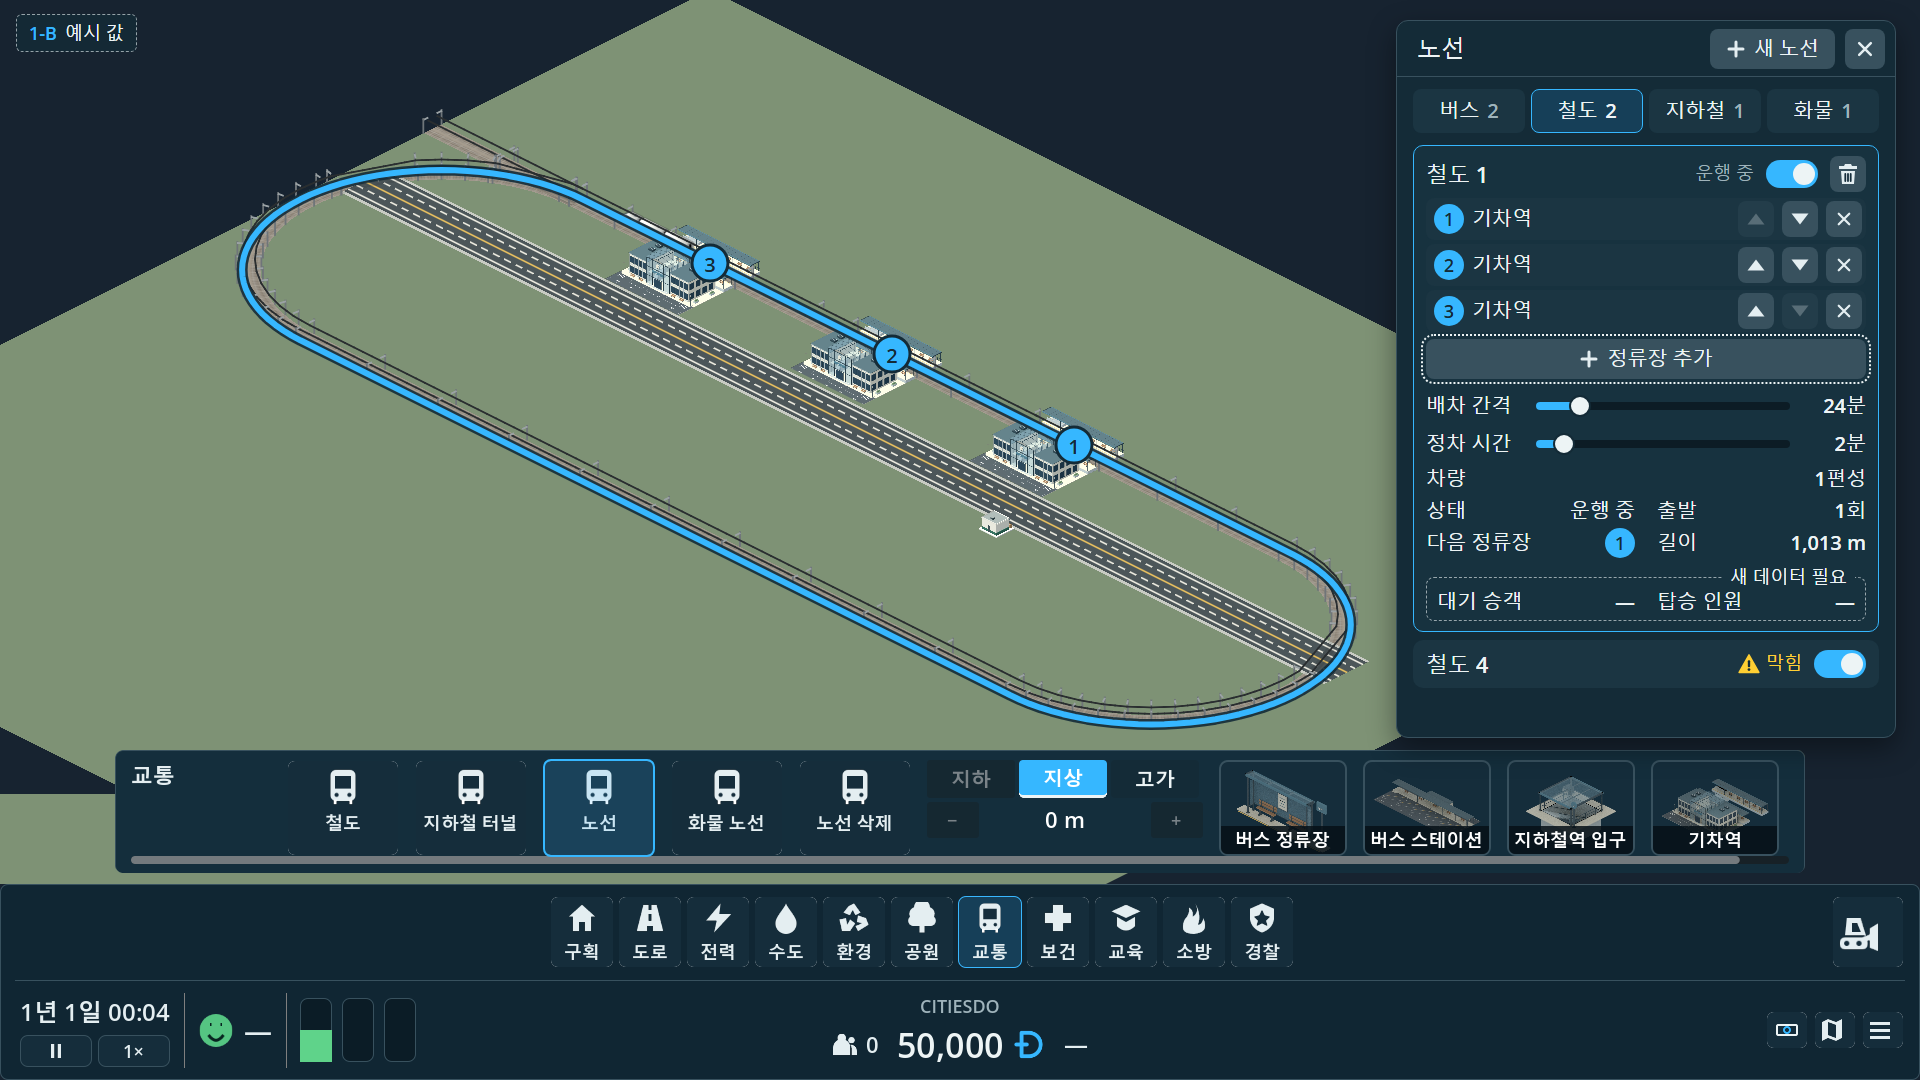 1-B 예시 값
노선
새 노선
버스 2
철도 2
지하철 1
화물 1
철도 1
운행 중
1 기차역
2 기차역
3 기차역
정류장 추가
배차 간격
24분
정차 시간
2분
차량
1편성
상태
운행 중
출발
1회
다음 정류장
1
길이
1,013 m
새 데이터 필요
대기 승객
—
탑승 인원
—
철도 4
막힘
3
2
1
교통
철도
지하철 터널
노선
화물 노선
노선 삭제
지하
지상
고가
−
0 m
+
버스 정류장
버스 스테이션
지하철역 입구
기차역
구획
도로
전력
수도
환경
공원
교통
보건
교육
소방
경찰
1년 1일 00:04
1×
—
CITIESDO
0
50,000
—